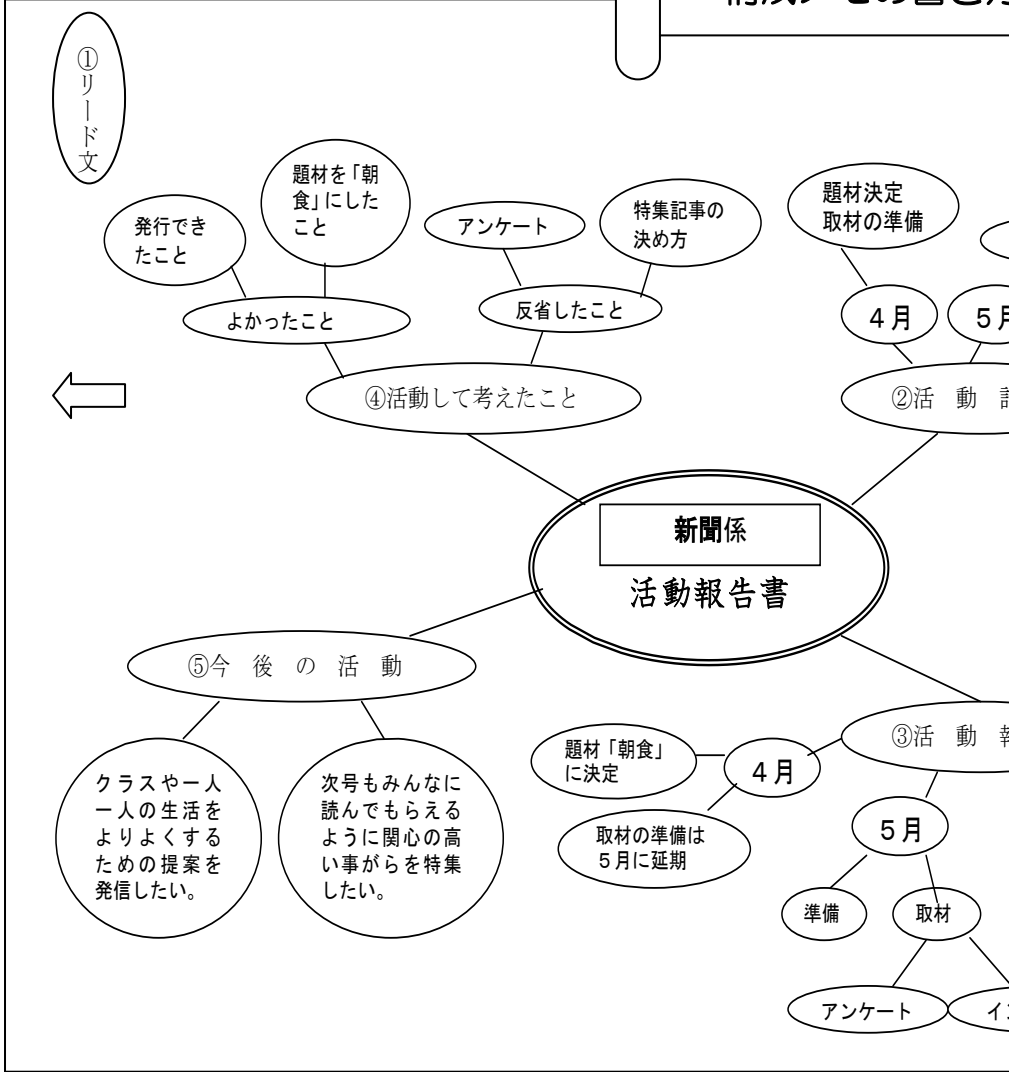 ①リード文
題材を「朝
食」にした
こと
発行でき
たこと
よかったこと
アンケート
特集記事の
決め方
反省したこと
④活動して考えたこと
題材決定
取材の準備
4月
5月
②活 動
新聞係
活動報告書
⑤今 後 の 活 動
クラスや一人
一人の生活を
よりよくする
ための提案を
発信したい。
次号もみんなに
読んでもらえる
ように関心の高
い事がらを特集
したい。
③活 動
4月
題材「朝食」
に決定
取材の準備は
5月に延期
5月
準備
取材
アンケート